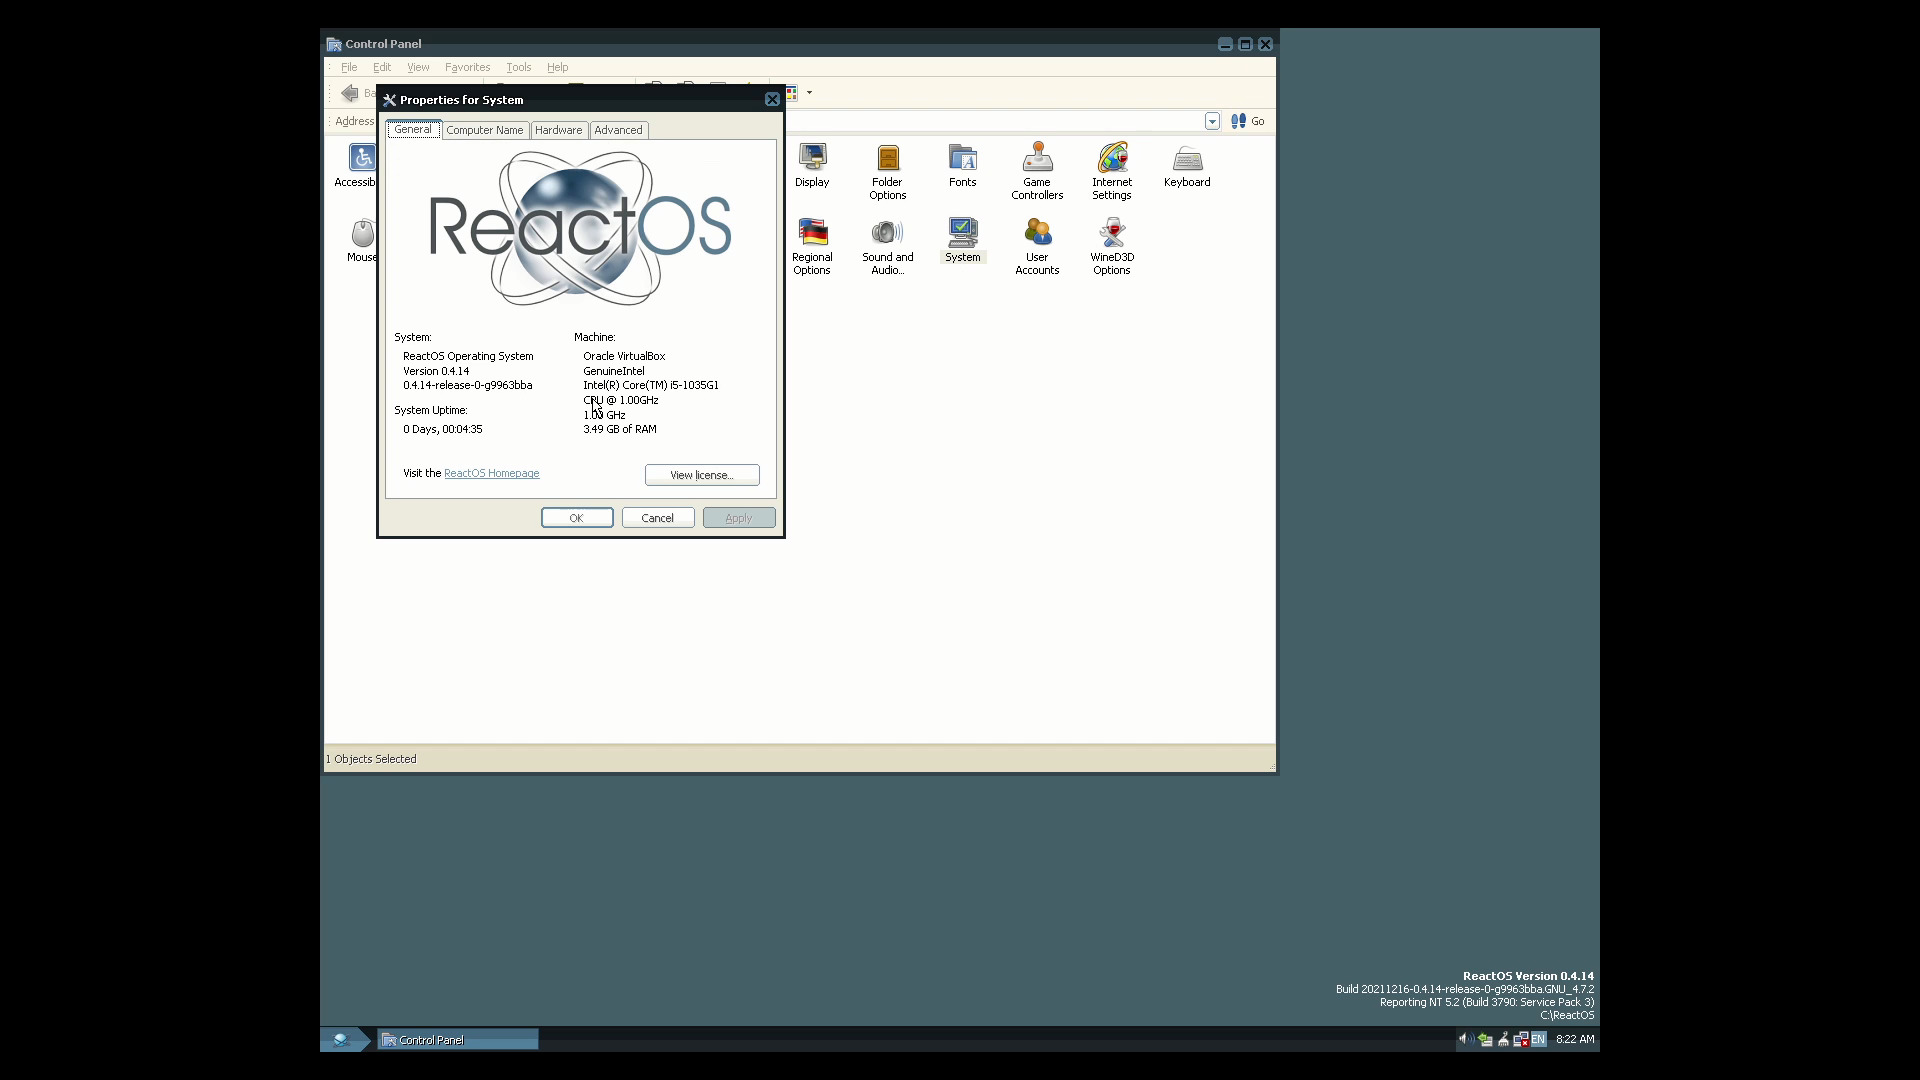 Control Panel
File Edit View Favorites Tools Help
Properties for System
Address
Go
General Computer Name Hardware Advanced
ReactOS
System:
ReactOS Operating System
Version 0.4.14
0.4.14-release-0-g9963bba
System Uptime:
0 Days, 00:04:35
Machine:
Oracle VirtualBox
GenuineIntel
Intel(R) Core(TM) i5-1035G1
CPU @ 1.00GHz
1.00 GHz
3.49 GB of RAM
Visit the ReactOS Homepage
View license...
OK Cancel Apply
Display
Folder
Options
Fonts
Game
Controllers
Internet
Settings
Keyboard
Mouse
Regional
Options
Sound and
Audio...
System
User
Accounts
WineD3D
Options
1 Objects Selected
ReactOS Version 0.4.14
Build 20211216-0.4.14-release-0-g9963bba.GNU_4.7.2
Reporting NT 5.2 (Build 3790: Service Pack 3)
C:\ReactOS
Control Panel
EN 8:22 AM